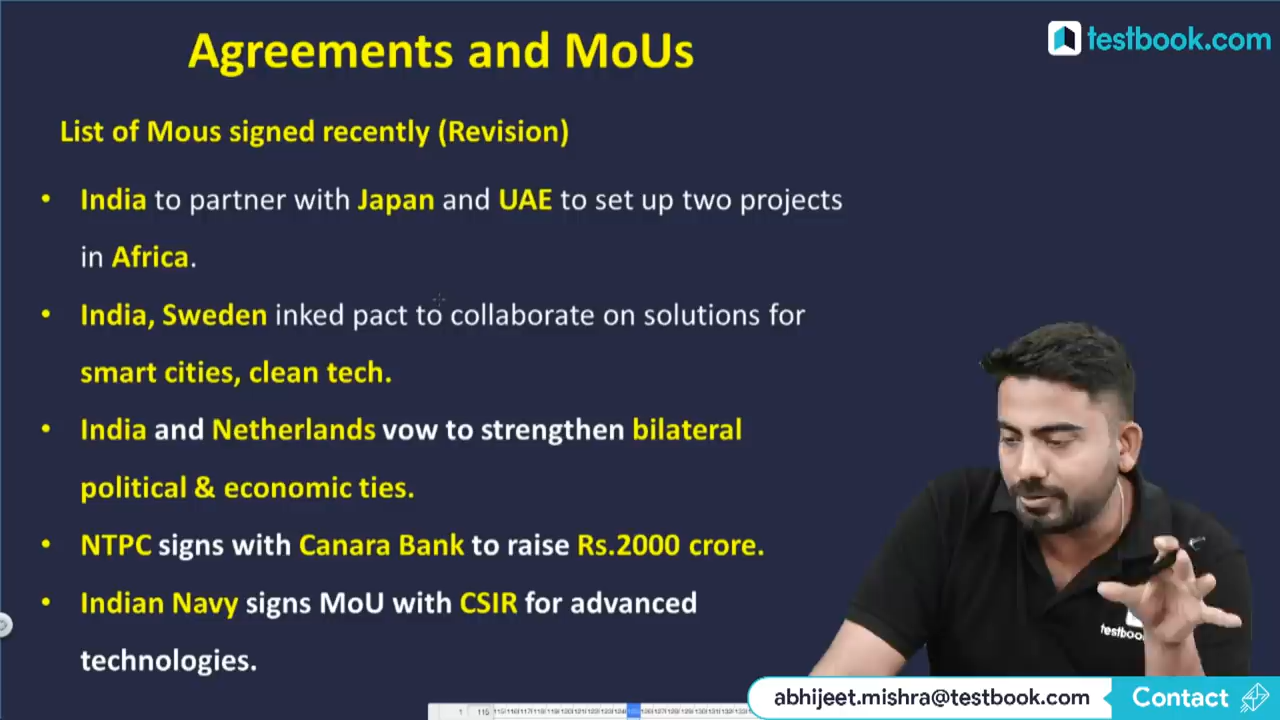 Agreements and MoUs
testbook.com
List of Mous signed recently (Revision)
• India to partner with Japan and UAE to set up two projects
in Africa.
• India, Sweden inked pact to collaborate on solutions for
smart cities, clean tech.
• India and Netherlands vow to strengthen bilateral
political & economic ties.
• NTPC signs with Canara Bank to raise Rs.2000 crore.
• Indian Navy signs MoU with CSIR for advanced
technologies.
testbook
abhijeet.mishra@testbook.com
Contact
1